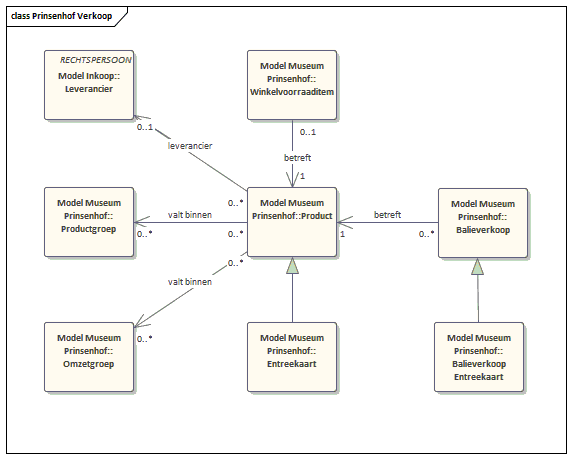 class Prinsenhof Verkoop
RECHTSPERSOON
Model Inkoop::
Leverancier
Model Museum
Prinsenhof::
Winkelvoorraaditem
0..1
0..1
leverancier
betreft
1
0..*
Model Museum
Prinsenhof::
Productgroep
valt binnen
0..*
0..*
Model Museum
Prinsenhof::Product
betreft
1
0..*
Model Museum
Prinsenhof::
Balieverkoop
0..*
valt binnen
0..*
Model Museum
Prinsenhof::
Omzetgroep
Model Museum
Prinsenhof::
Entreekaart
Model Museum
Prinsenhof::
Balieverkoop
Entreekaart